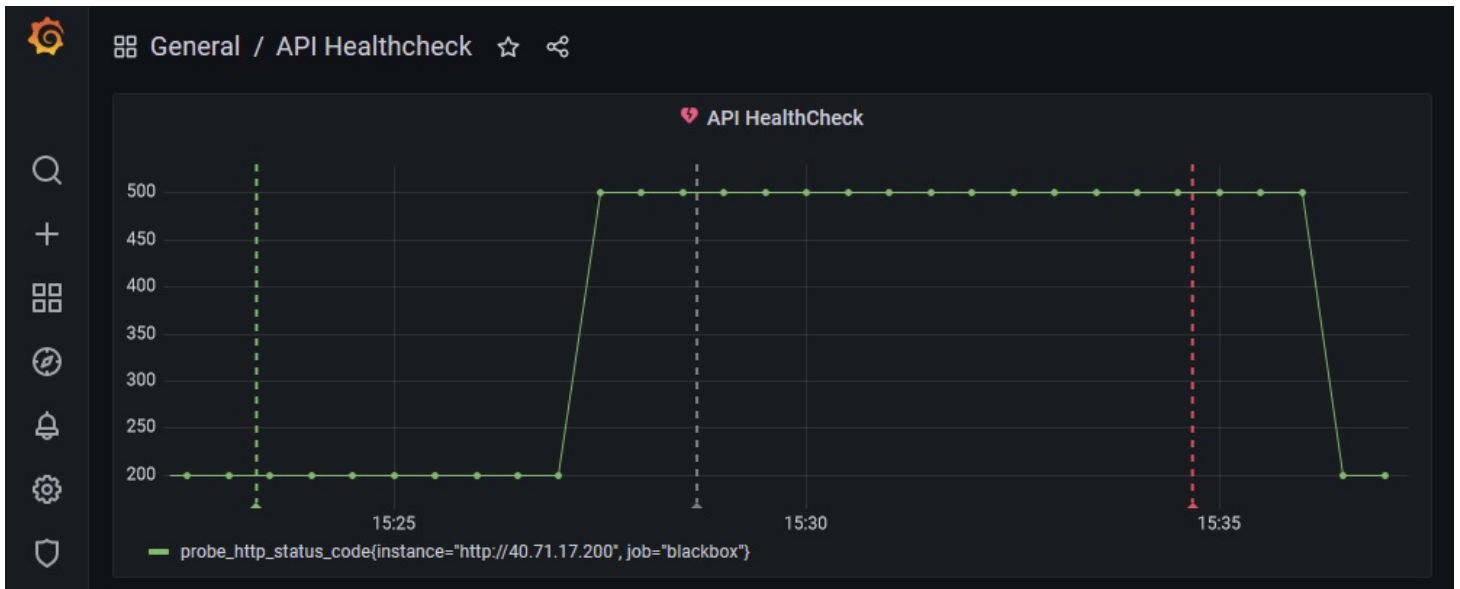 General / API Healthcheck
API HealthCheck
500
450
400
350
300
250
200
15:25 15:30 15:35
probe_http_status_code{instance="http://40.71.17.200", job="blackbox"}